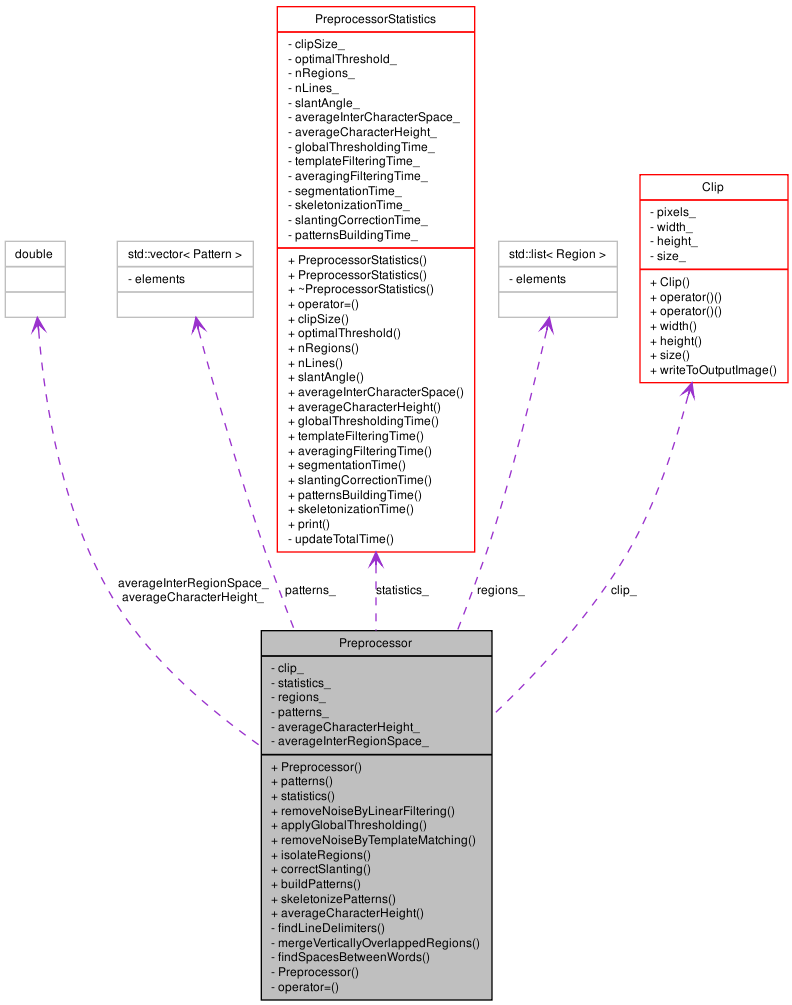 PreprocessorStatistics
- clipSize_
- optimalThreshold_
- nRegions_
- nLines_
- slantAngle_
- averageInterCharacterSpace_
- averageCharacterHeight_
- globalThresholdingTime_
- templateFilteringTime_
- averagingFilteringTime_
- segmentationTime_
- skeletonizationTime_
- slantingCorrectionTime_
- patternsBuildingTime_
+ PreprocessorStatistics()
+ PreprocessorStatistics()
+ ~PreprocessorStatistics()
+ operator=()
+ clipSize()
+ optimalThreshold()
+ nRegions()
+ nLines()
+ slantAngle()
+ averageInterCharacterSpace()
+ averageCharacterHeight()
+ globalThresholdingTime()
+ templateFilteringTime()
+ averagingFilteringTime()
+ segmentationTime()
+ slantingCorrectionTime()
+ patternsBuildingTime()
+ skeletonizationTime()
+ print()
- updateTotalTime()
double
std::vector< Pattern >
- elements
std::list< Region >
- elements
Clip
- pixels_
- width_
- height_
- size_
+ Clip()
+ operator()()
+ operator()()
+ width()
+ height()
+ size()
+ writeToOutputImage()
averageInterRegionSpace_
averageCharacterHeight_
patterns_
statistics_
regions_
clip_
Preprocessor
- clip_
- statistics_
- regions_
- patterns_
- averageCharacterHeight_
- averageInterRegionSpace_
+ Preprocessor()
+ patterns()
+ statistics()
+ removeNoiseByLinearFiltering()
+ applyGlobalThresholding()
+ removeNoiseByTemplateMatching()
+ isolateRegions()
+ correctSlanting()
+ buildPatterns()
+ skeletonizePatterns()
+ averageCharacterHeight()
- findLineDelimiters()
- mergeVerticallyOverlappedRegions()
- findSpacesBetweenWords()
- Preprocessor()
- operator=()